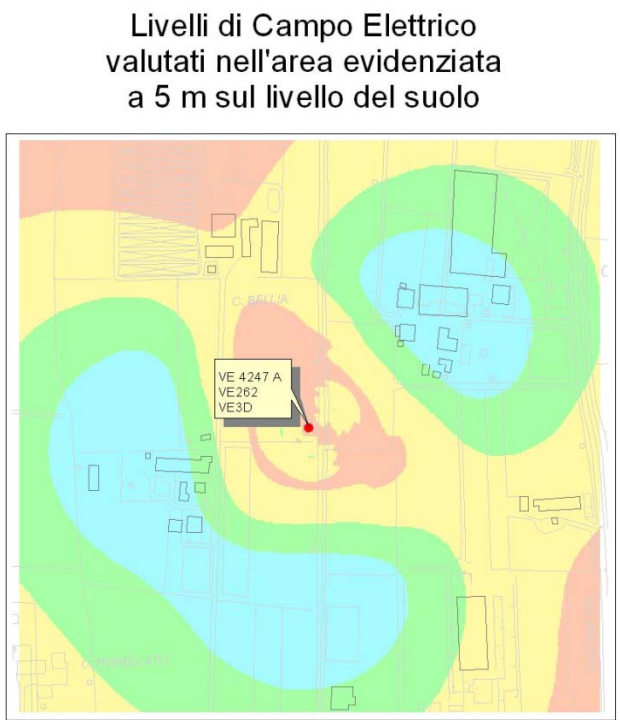 Livelli di Campo Elettrico
valutati nell'area evidenziata
a 5 m sul livello del suolo
C. BELLIA
VE 4247 A
VE262
VE3D